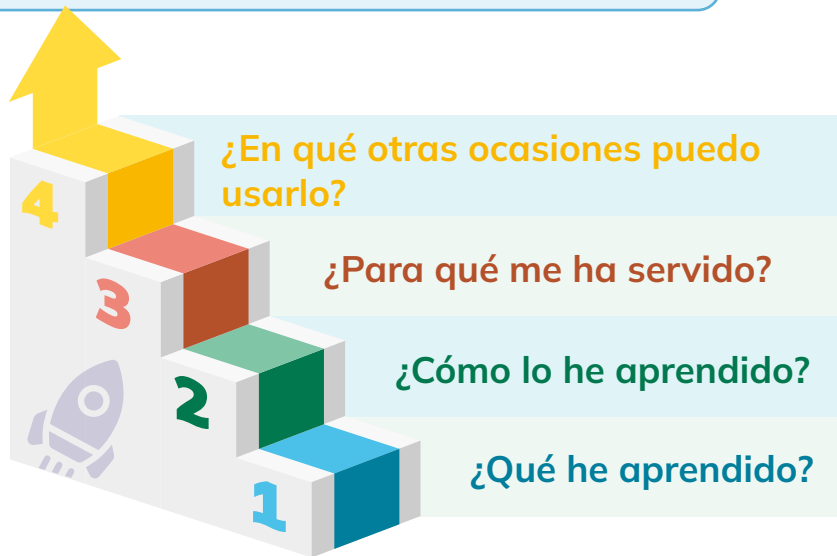 ¿En qué otras ocasiones puedo
usarlo?
4
¿Para qué me ha servido?
3
¿Cómo lo he aprendido?
2
¿Qué he aprendido?
1